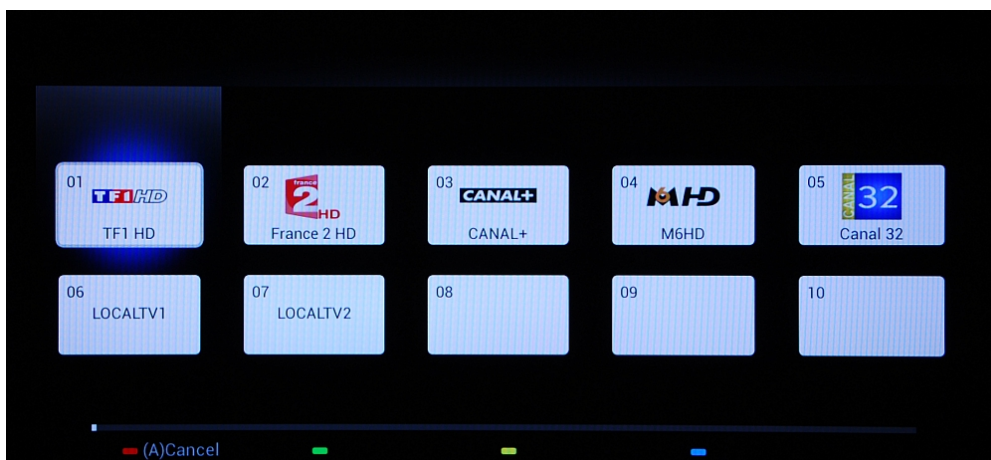 01
TF1 HD
TF1 HD
02
france
2
HD
France 2 HD
03
CANAL+
CANAL+
04
M6 HD
M6HD
05
CANAL
32
Canal 32
06
LOCALTV1
07
LOCALTV2
08
09
10
(A)Cancel